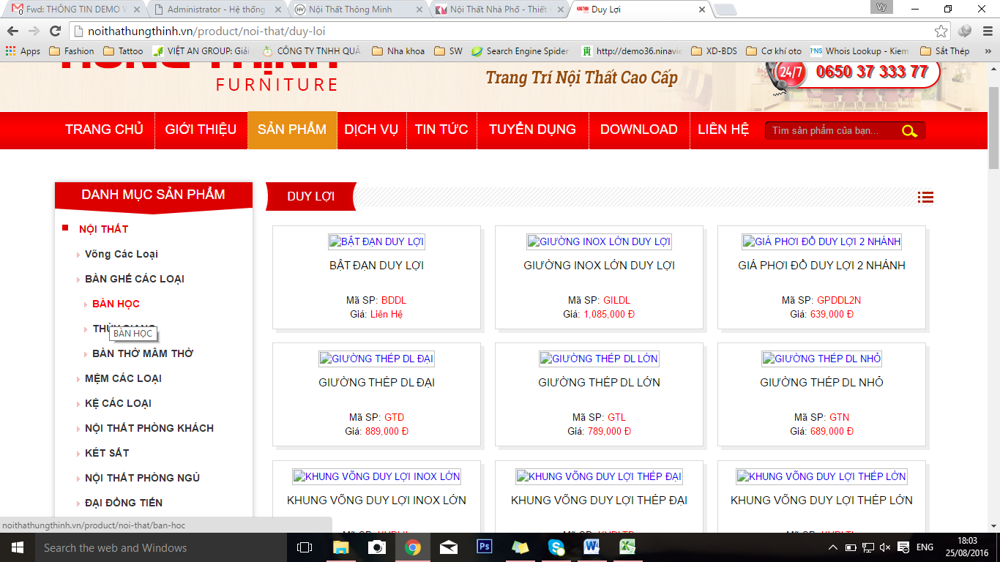 Fwd: THÔNG TIN DEMO W
Administrator - Hệ thống
Nội Thất Thông Minh
Nội Thất Nhà Phố - Thiết
Duy Lợi
Vy
noithathungthinh.vn/product/noi-that/duy-loi
Apps
Fashion
Tattoo
VIỆT AN GROUP: Giải
CÔNG TY TNHH QUẢ
Nha khoa
SW
Search Engine Spider
http://demo36.ninavie
XD-BDS
Cơ khí oto
Whois Lookup - Kiem
Sắt Thép
»
HƯNG THỊNH
FURNITURE
Trang Trí Nội Thất Cao Cấp
24/7
0650 37 333 77
TRANG CHỦ
GIỚI THIỆU
SẢN PHẨM
DỊCH VỤ
TIN TỨC
TUYỂN DỤNG
DOWNLOAD
LIÊN HỆ
Tìm sản phẩm của bạn...
DANH MỤC SẢN PHẨM
NỘI THẤT
Võng Các Loại
BÀN GHẾ CÁC LOẠI
BÀN HỌC
THÙY GIANG
BÀN HỌC
BÀN THỜ MÂM THỜ
MỆM CÁC LOẠI
KỆ CÁC LOẠI
NỘI THẤT PHÒNG KHÁCH
KÉT SẮT
NỘI THẤT PHÒNG NGỦ
ĐẠI ĐỒNG TIẾN
DUY LỢI
BẬT ĐẠN DUY LỢI
BẬT ĐẠN DUY LỢI
Mã SP: BDDL
Giá: Liên Hệ
GIƯỜNG INOX LỚN DUY LỢI
GIƯỜNG INOX LỚN DUY LỢI
Mã SP: GILDL
Giá: 1,085,000 Đ
GIÁ PHƠI ĐỒ DUY LỢI 2 NHÁNH
GIÁ PHƠI ĐỒ DUY LỢI 2 NHÁNH
Mã SP: GPDDL2N
Giá: 639,000 Đ
GIƯỜNG THÉP DL ĐẠI
GIƯỜNG THÉP DL ĐẠI
Mã SP: GTD
Giá: 889,000 Đ
GIƯỜNG THÉP DL LỚN
GIƯỜNG THÉP DL LỚN
Mã SP: GTL
Giá: 789,000 Đ
GIƯỜNG THÉP DL NHỎ
GIƯỜNG THÉP DL NHỎ
Mã SP: GTN
Giá: 689,000 Đ
KHUNG VÕNG DUY LỢI INOX LỚN
KHUNG VÕNG DUY LỢI INOX LỚN
KHUNG VÕNG DUY LỢI THÉP ĐẠI
KHUNG VÕNG DUY LỢI THÉP ĐẠI
KHUNG VÕNG DUY LỢI THÉP LỚN
KHUNG VÕNG DUY LỢI THÉP LỚN
noithathungthinh.vn/product/noi-that/ban-hoc
Search the web and Windows
ENG
18:03
25/08/2016